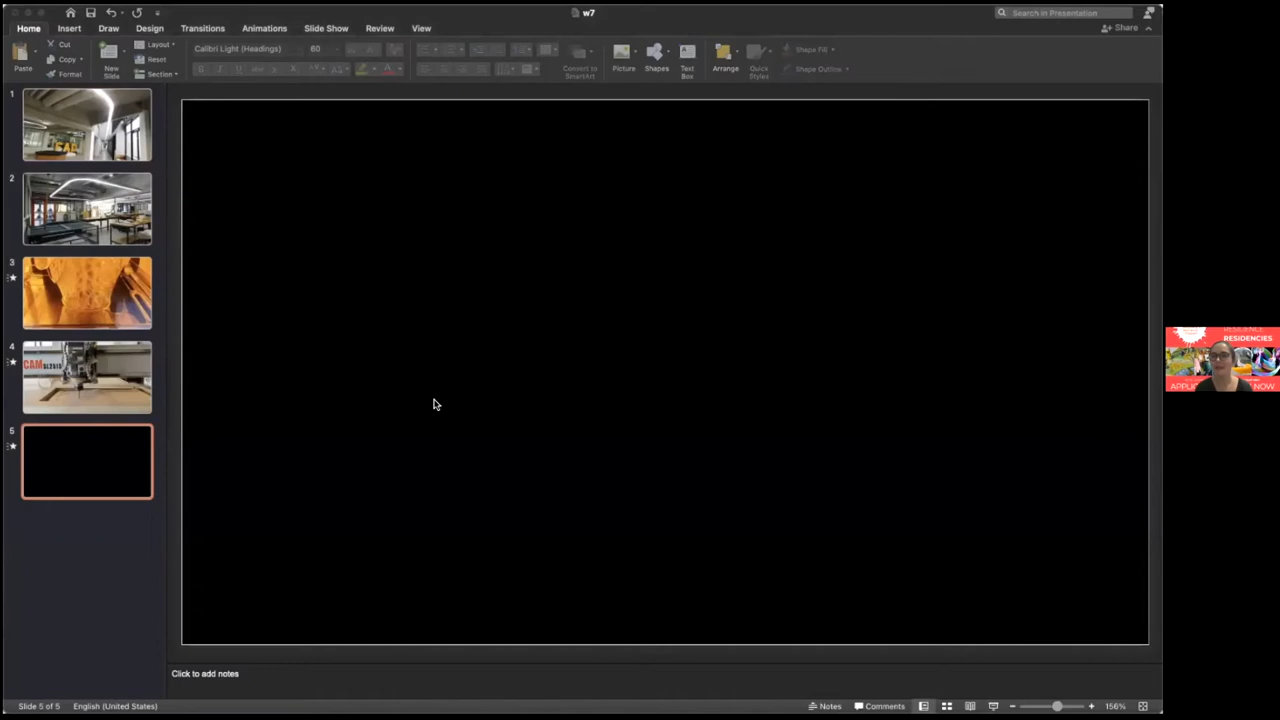 w7
Search in Presentation
Home Insert Draw Design Transitions Animations Slide Show Review View
Share
Paste
Cut
Copy
Format
New Slide
Layout
Reset
Section
Calibri Light (Headings) 60
Convert to SmartArt
Picture
Shapes
Text Box
Arrange
Quick Styles
Shape Fill
Shape Outline
1
2
3
4
CAM SL2515
5
RESIDENCIES
NOW
Click to add notes
Slide 5 of 5 English (United States)
Notes Comments 156%